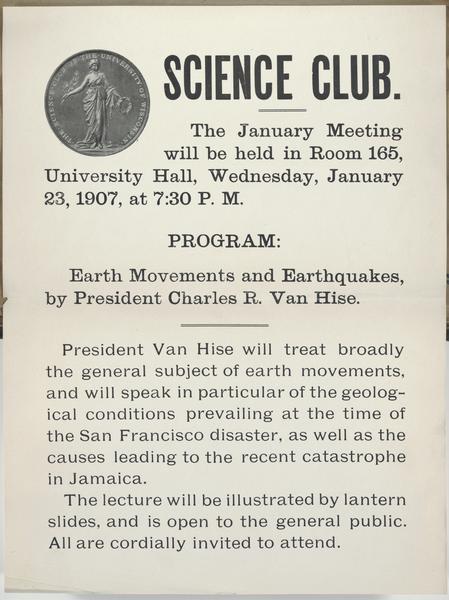 THE SCIENCE CLUB OF THE UNIVERSITY OF WISCONSIN
SCIENCE CLUB.
The January Meeting
will be held in Room 165,
University Hall, Wednesday, January
23, 1907, at 7:30 P. M.
PROGRAM:
Earth Movements and Earthquakes,
by President Charles R. Van Hise.
President Van Hise will treat broadly
the general subject of earth movements,
and will speak in particular of the geolog-
ical conditions prevailing at the time of
the San Francisco disaster, as well as the
causes leading to the recent catastrophe
in Jamaica.
The lecture will be illustrated by lantern
slides, and is open to the general public.
All are cordially invited to attend.